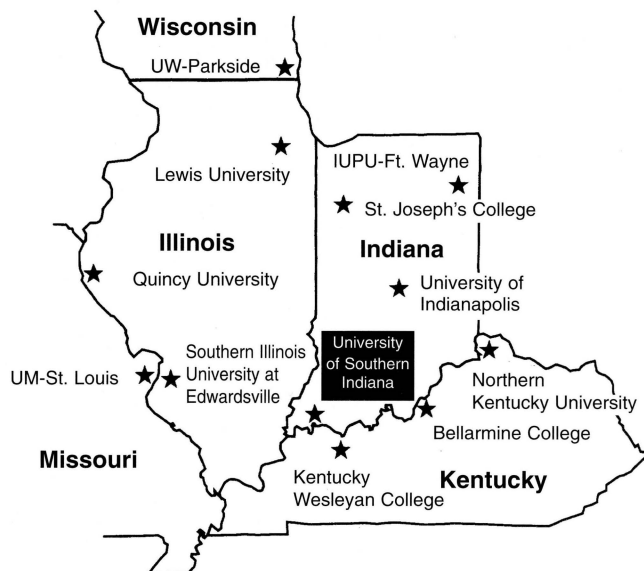 Wisconsin
UW-Parkside
Lewis University
IUPU-Ft. Wayne
St. Joseph's College
Illinois
Indiana
Quincy University
University of
Indianapolis
University
of Southern
Indiana
Southern Illinois
University at
Edwardsville
UM-St. Louis
Northern
Kentucky University
Bellarmine College
Missouri
Kentucky
Wesleyan College
Kentucky